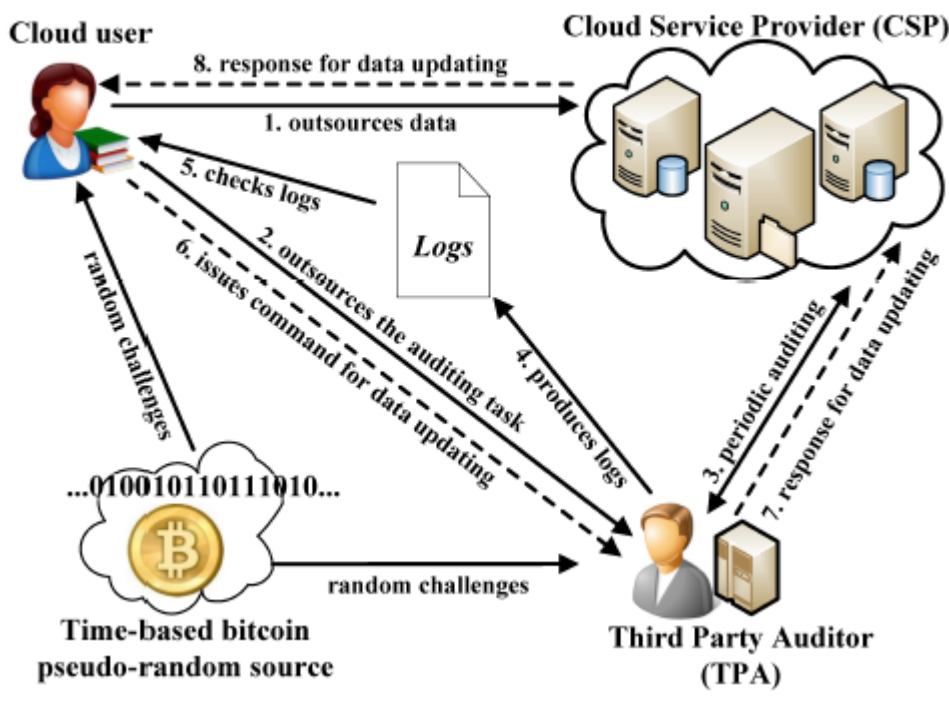 Cloud user
Cloud Service Provider (CSP)
8. response for data updating
1. outsources data
5. checks logs
Logs
2. outsources the auditing task
6. issues command for data updating
random challenges
4. produces logs
3. periodic auditing
7. response for data updating
...010010110111010...
random challenges
Time-based bitcoin
pseudo-random source
Third Party Auditor
(TPA)